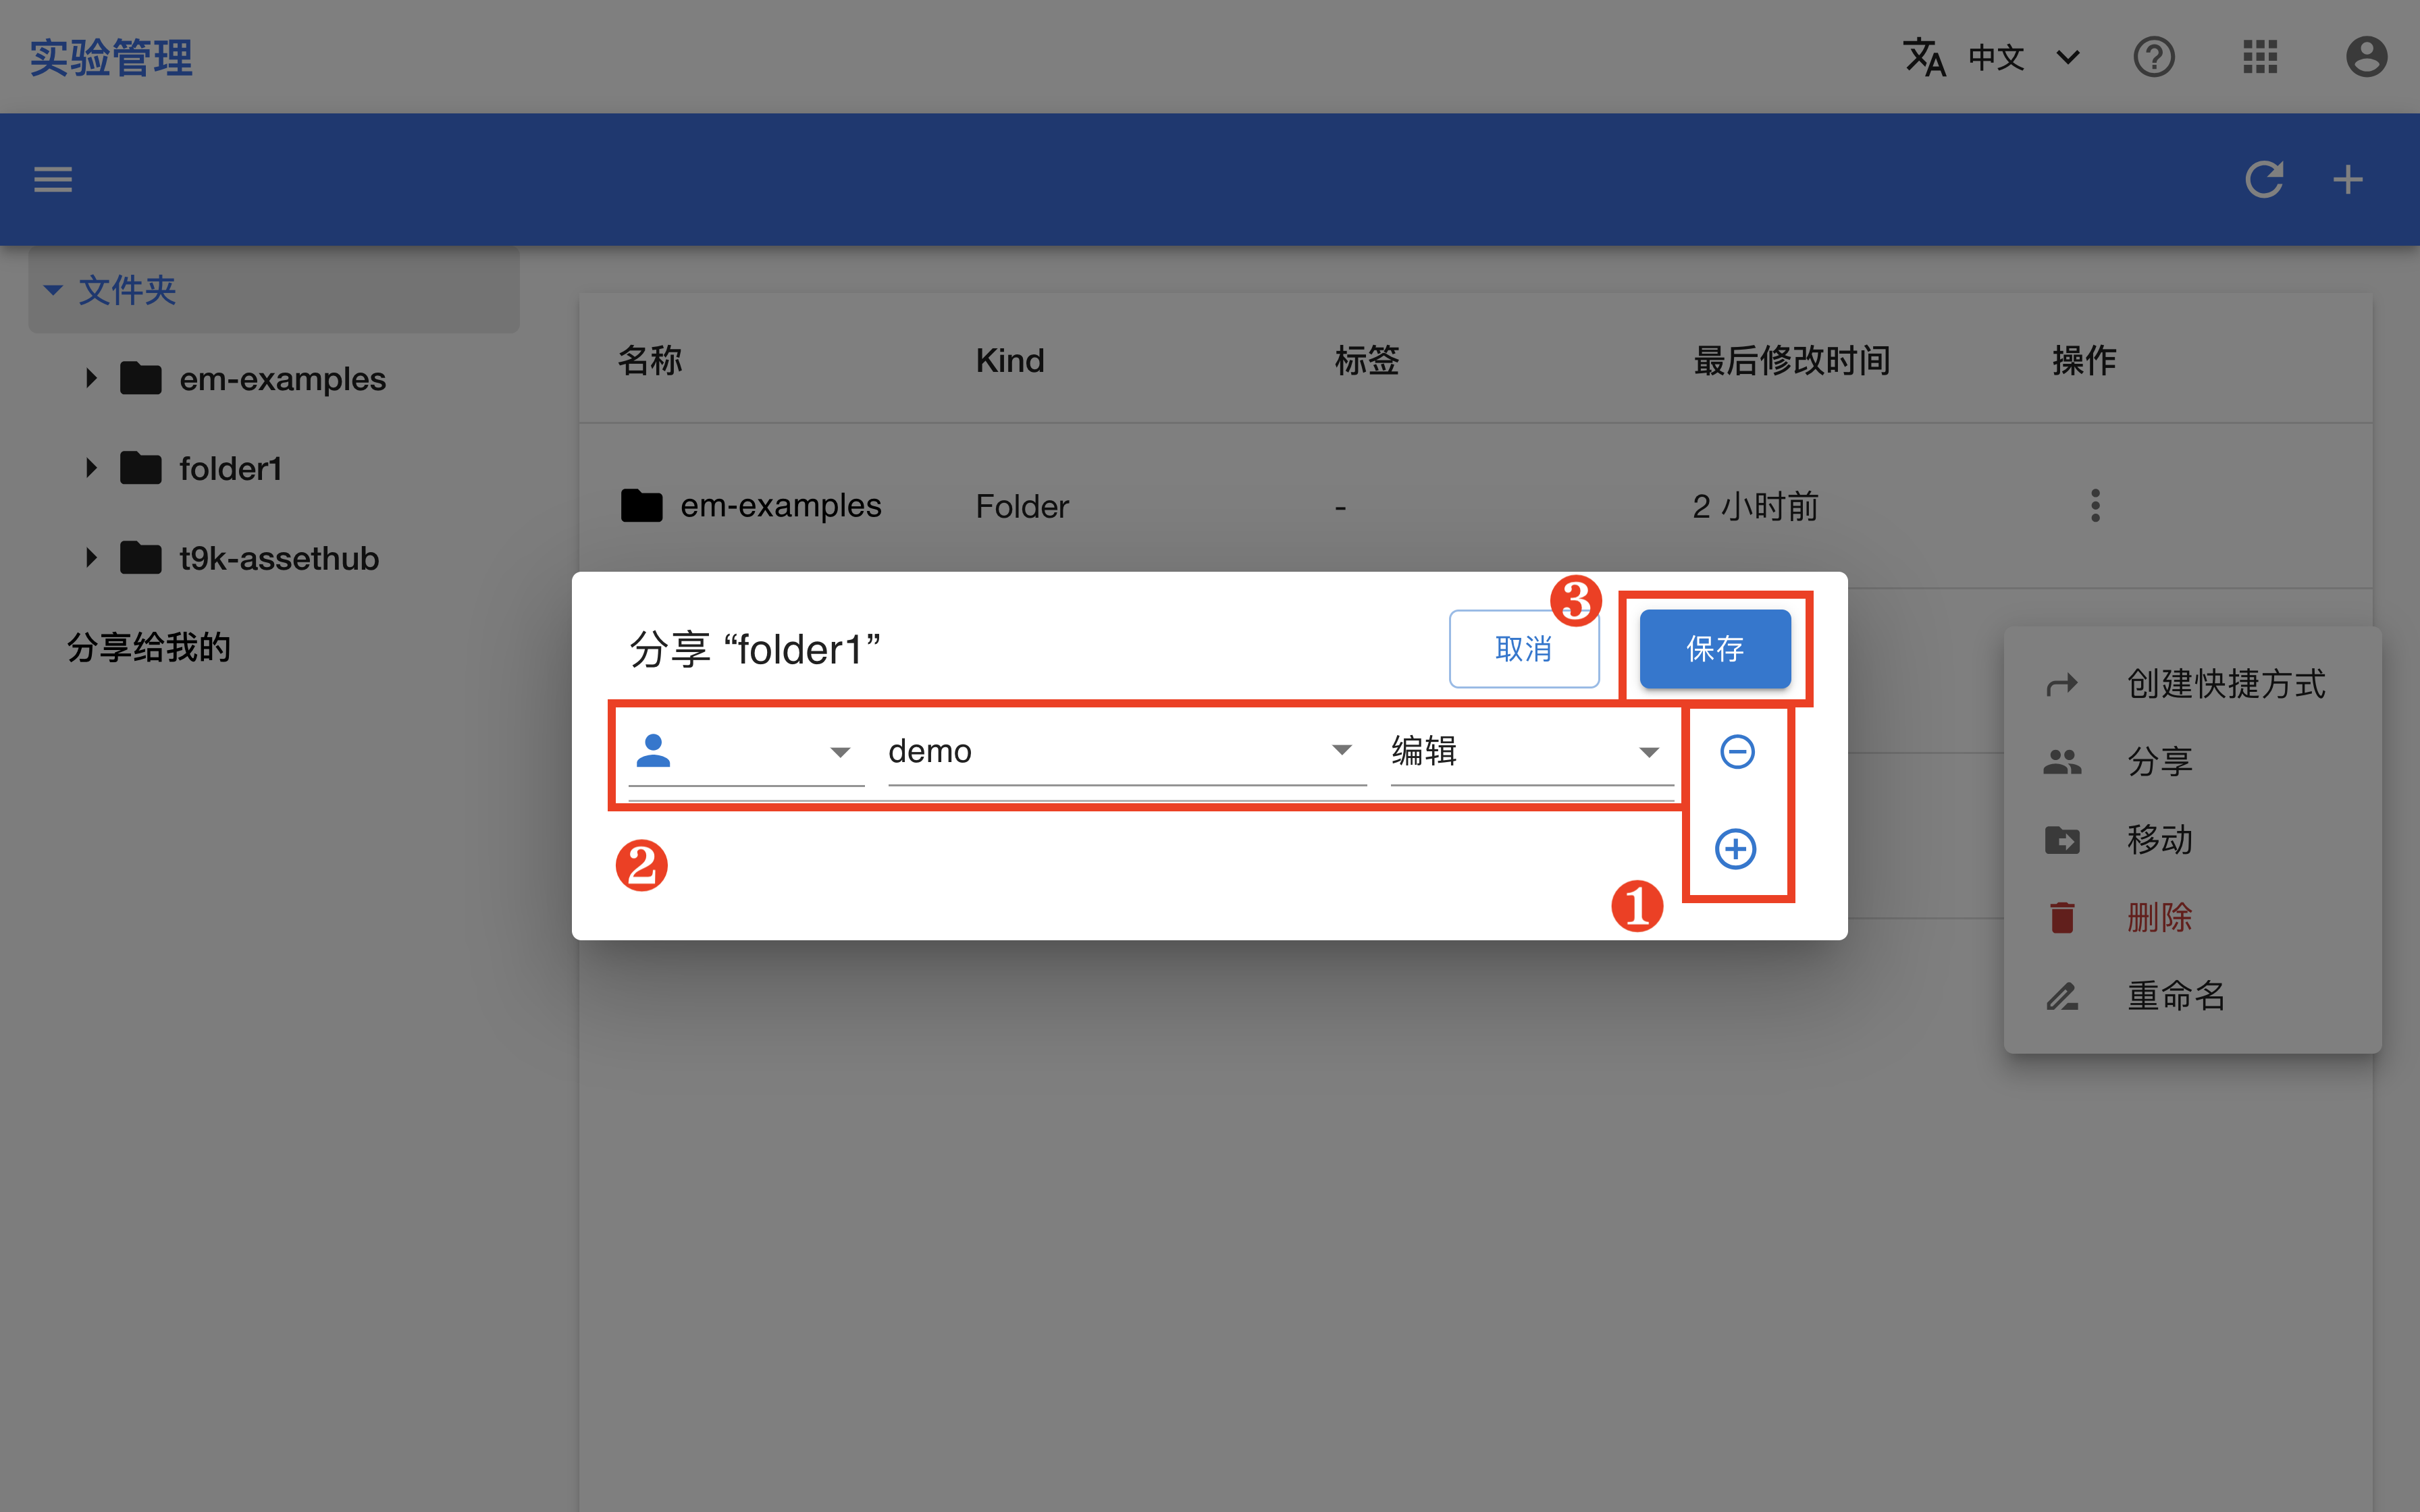 实验管理
中文
文件夹
em-examples
folder1
t9k-assethub
分享给我的
名称 Kind 标签 最后修改时间 操作
em-examples Folder - 2 小时前
分享 “folder1”
取消
3
保存
demo 编辑
2
1
创建快捷方式
分享
移动
删除
重命名